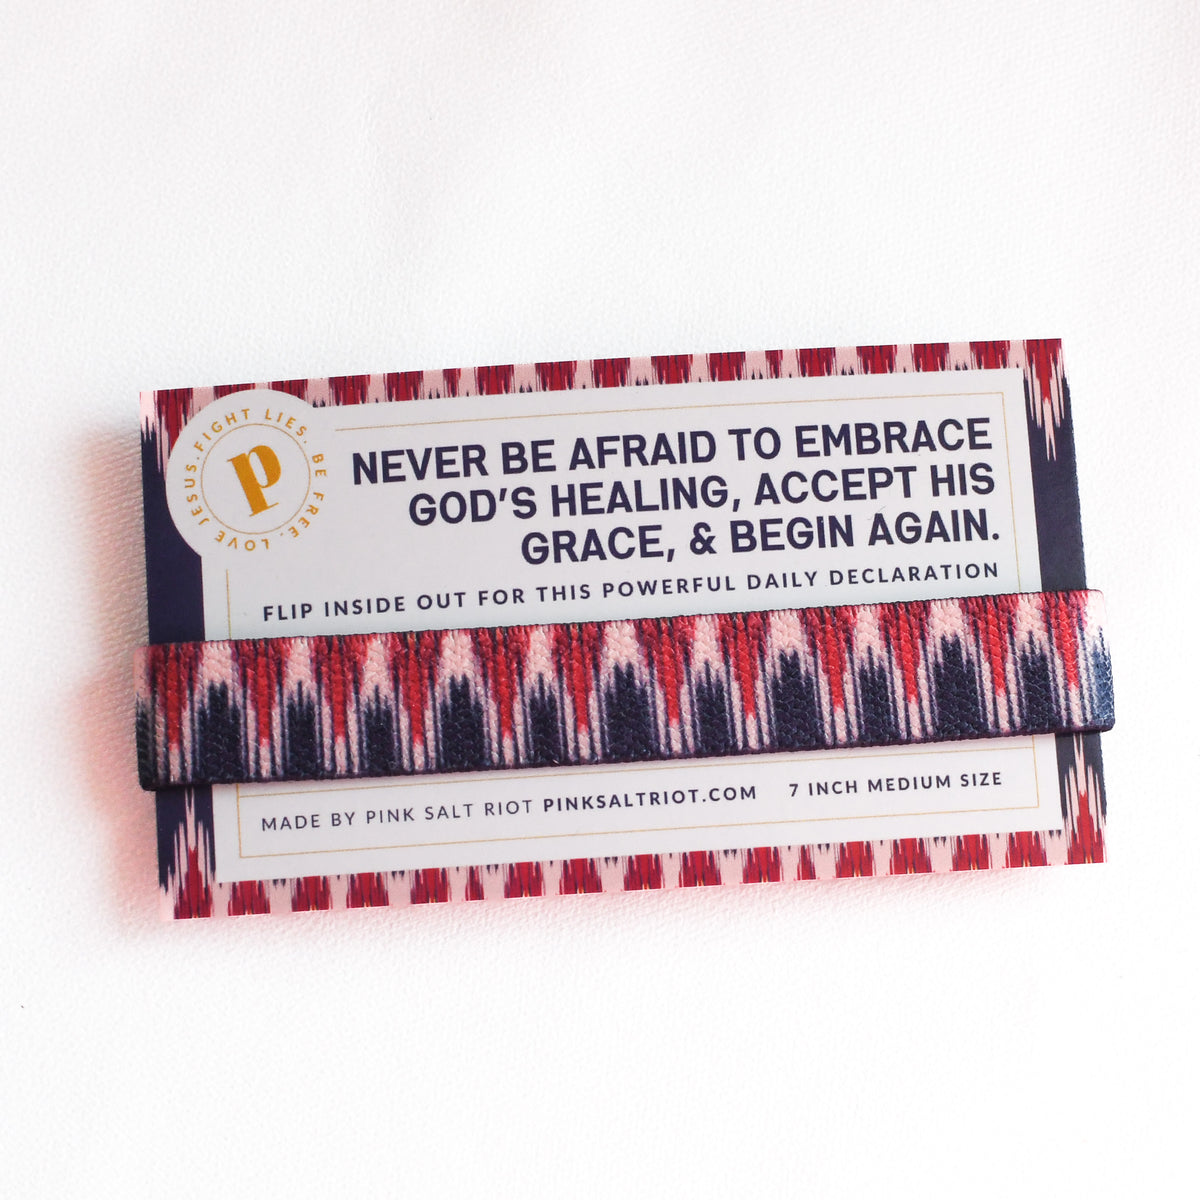 FIGHT LIES. BE FREE. LOVE JESUS.
p
NEVER BE AFRAID TO EMBRACE
GOD'S HEALING, ACCEPT HIS
GRACE, & BEGIN AGAIN.
FLIP INSIDE OUT FOR THIS POWERFUL DAILY DECLARATION
MADE BY PINK SALT RIOT PINKSALTRIOT.COM 7 INCH MEDIUM SIZE